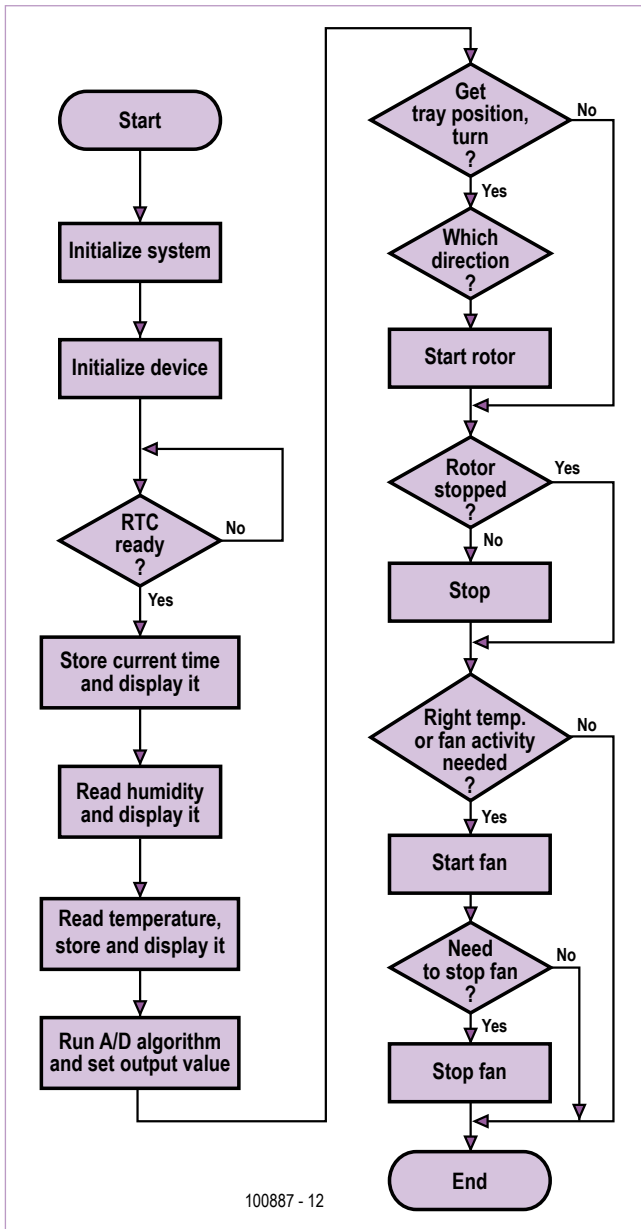 Start
Initialize system
Initialize device
RTC
ready
?
No
Yes
Store current time
and display it
Read humidity
and display it
Read temperature,
store and display it
Run A/D algorithm
and set output value
Get
tray position,
turn
?
No
Yes
Which
direction
?
Start rotor
Rotor
stopped
?
Yes
No
Stop
Right temp.
or fan activity
needed
?
No
Yes
Start fan
Need
to stop fan
?
No
Yes
Stop fan
End
100887 - 12